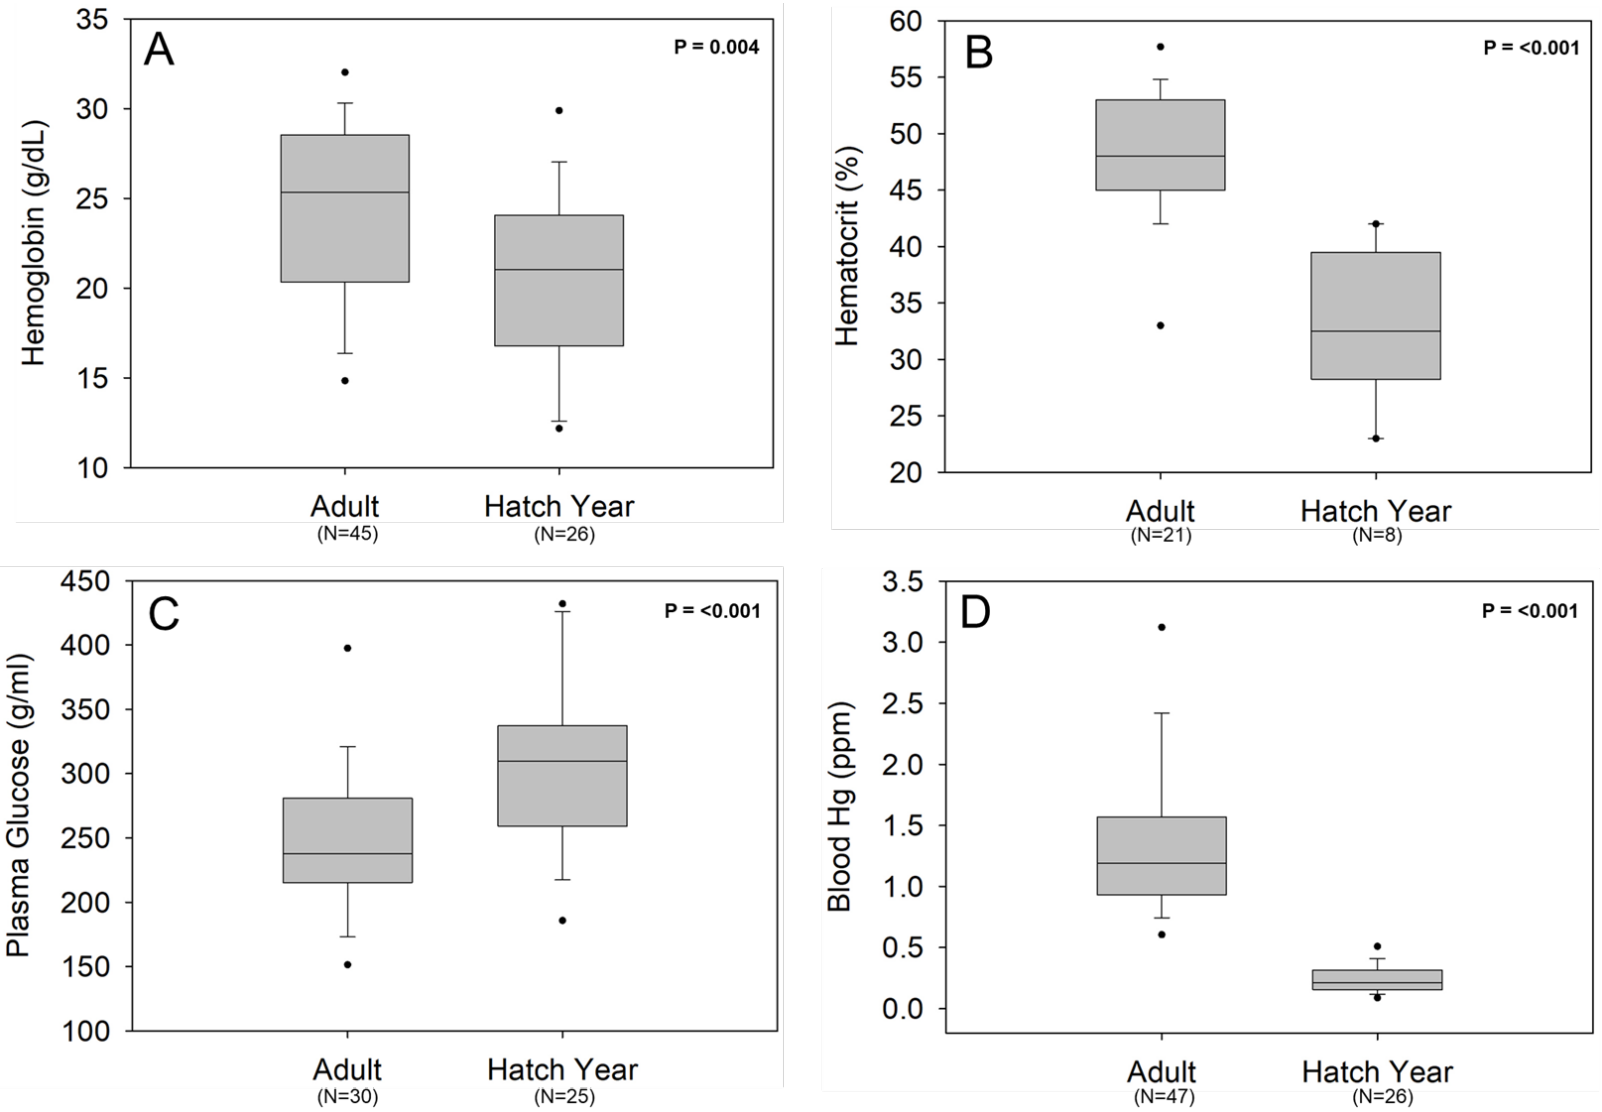 A
P = 0.004
Hemoglobin (g/dL)
35
30
25
20
15
10
Adult
Hatch Year
(N=45)
(N=26)
B
P = <0.001
Hematocrit (%)
60
55
50
45
40
35
30
25
20
Adult
Hatch Year
(N=21)
(N=8)
C
P = <0.001
Plasma Glucose (g/ml)
450
400
350
300
250
200
150
100
Adult
Hatch Year
(N=30)
(N=25)
D
P = <0.001
Blood Hg (ppm)
3.5
3.0
2.5
2.0
1.5
1.0
0.5
0.0
Adult
Hatch Year
(N=47)
(N=26)